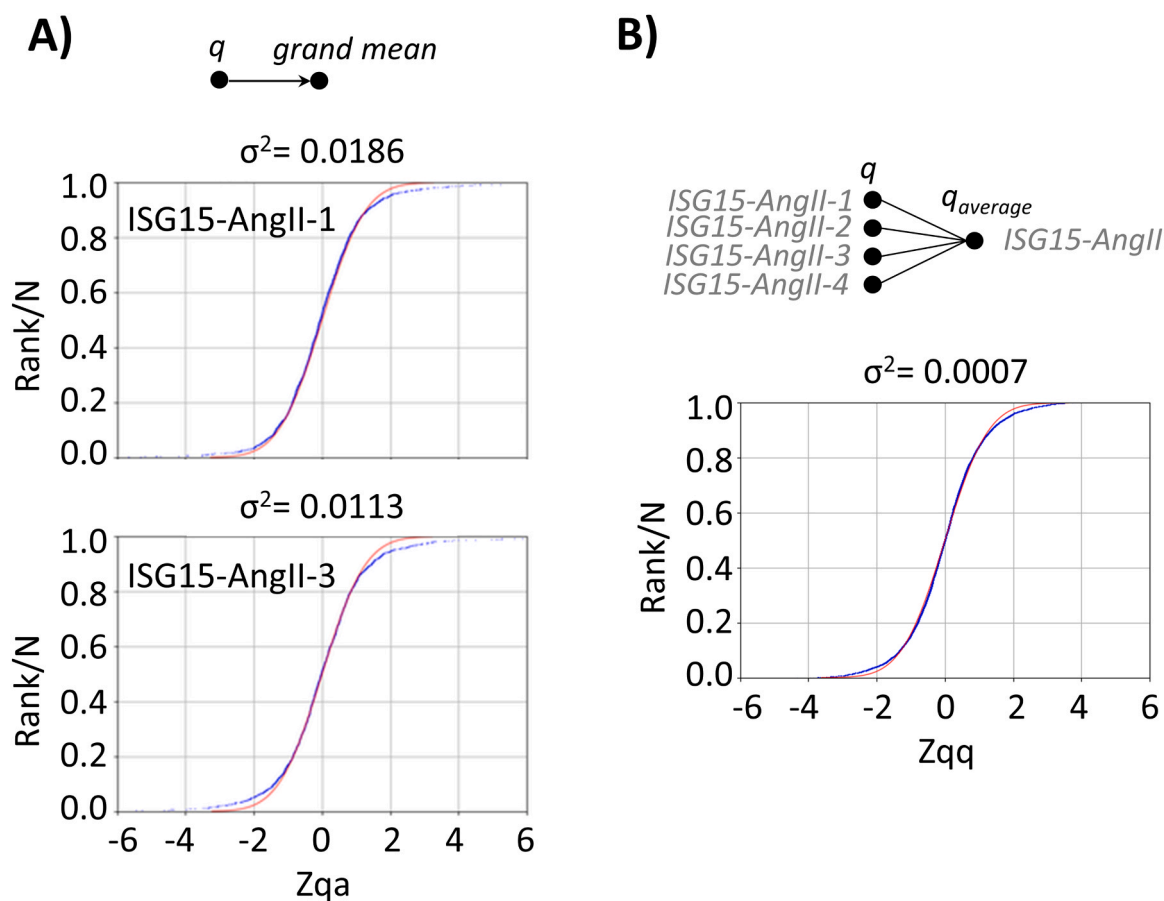 A)
q grand mean
σ²= 0.0186
ISG15-AngII-1
1.0
0.8
0.6
0.4
0.2
0.0
Rank/N
σ²= 0.0113
ISG15-AngII-3
1.0
0.8
0.6
0.4
0.2
0.0
Rank/N
-6 -4 -2 0 2 4 6
Zqa
B)
q
qaverage
ISG15-AngII-1
ISG15-AngII-2
ISG15-AngII-3
ISG15-AngII-4
ISG15-AngII
σ²= 0.0007
1.0
0.8
0.6
0.4
0.2
0.0
Rank/N
-6 -4 -2 0 2 4 6
Zqq